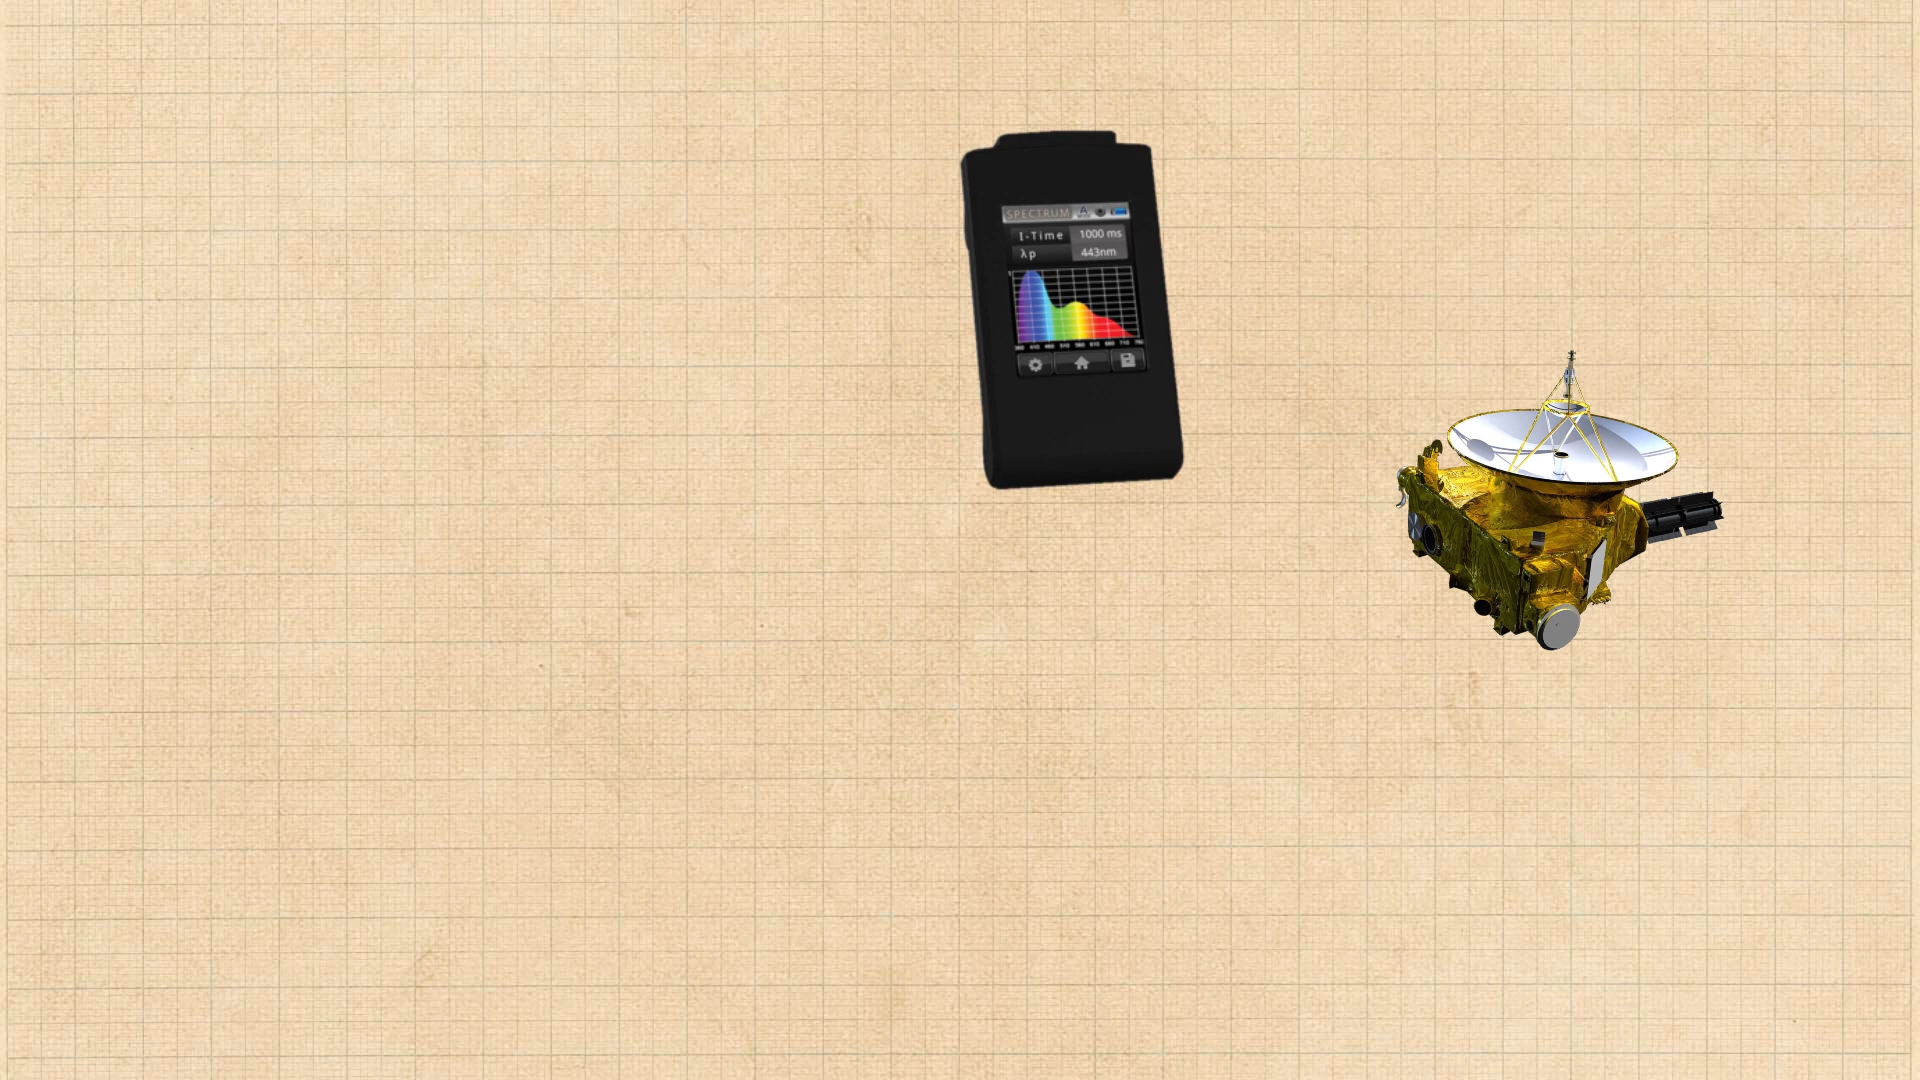 SPECTRUM A
I-Time 1000 ms
λp 443nm